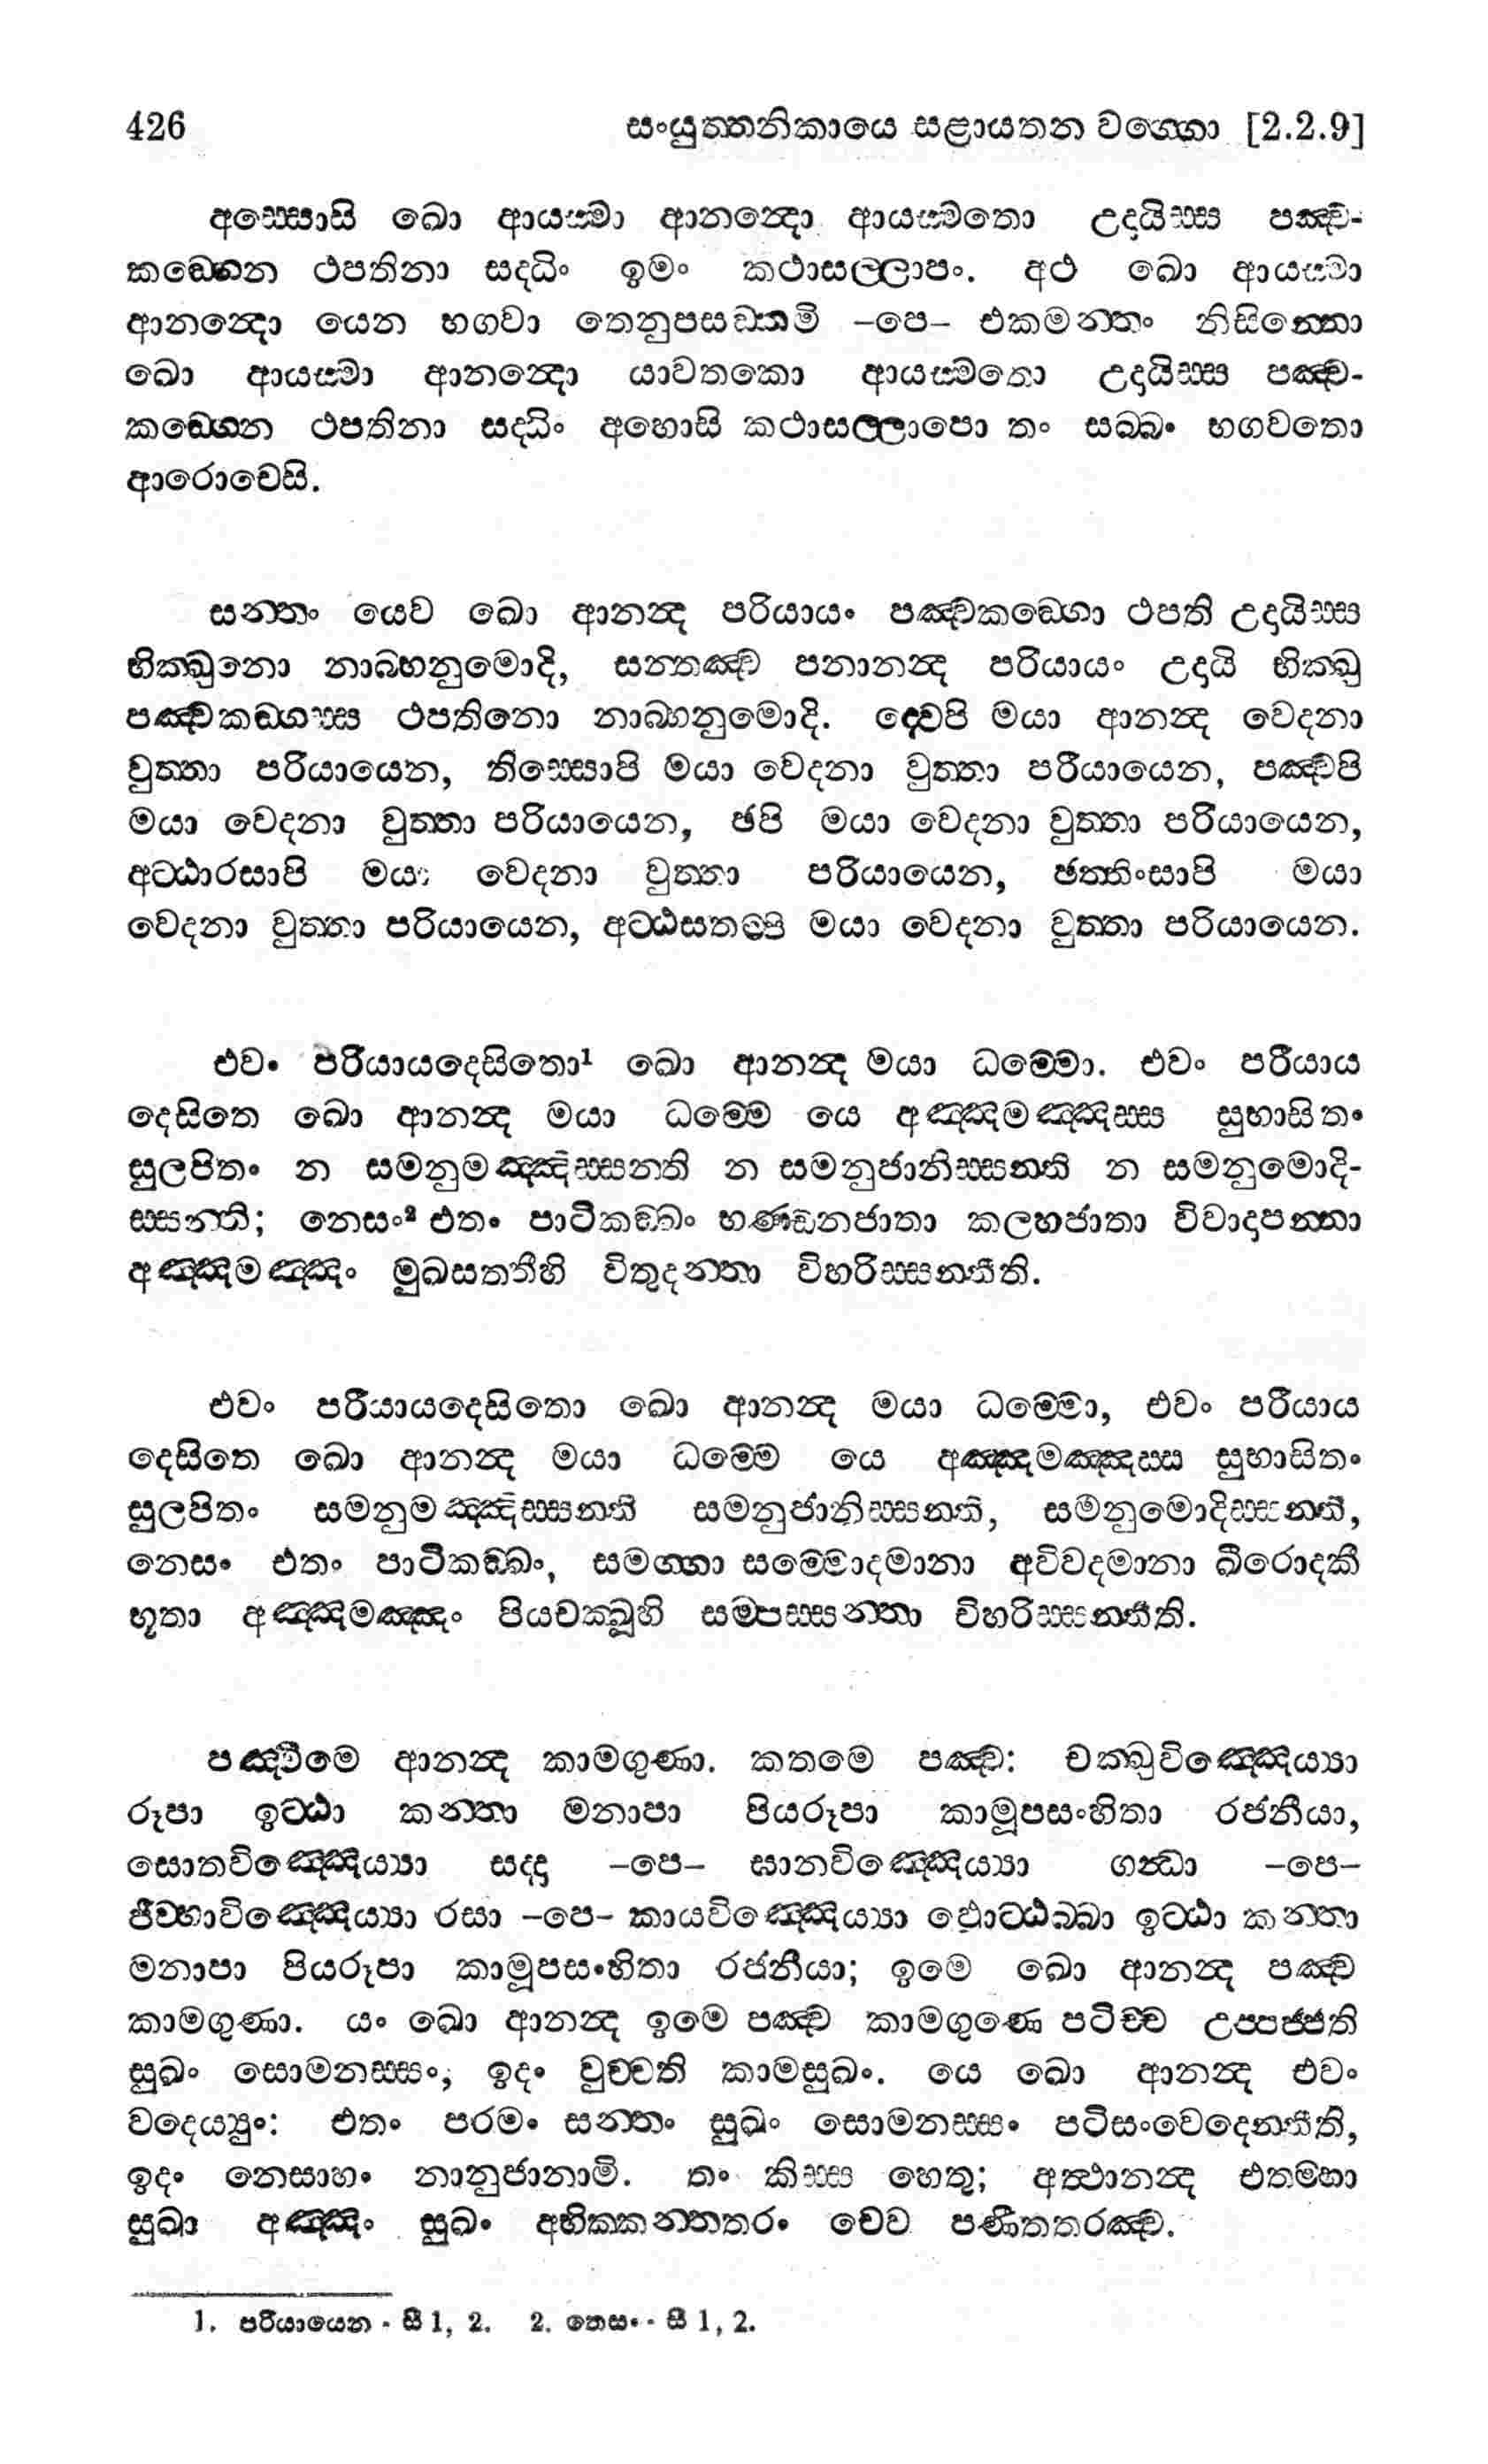 426 සංයුත්තනිකායෙ සළායතන වග්ගො [2.2.9]
අස්සොසි ඛො ආයස්මා ආනන්දො ආයස්මතො උදායිස්ස පඤ්ච-
කඞ්ගෙන ථපතිනා සද්ධිං ඉමං කථාසල්ලාපං. අථ ඛො ආයස්මා
ආනන්දො යෙන භගවා තෙනුපසඞ්කමි –පෙ– එකමන්තං නිසින්නො
ඛො ආයස්මා ආනන්දො යාවතකො ආයස්මතො උදායිස්ස පඤ්ච-
කඞ්ගෙන ථපතිනා සද්ධිං අහොසි කථාසල්ලාපො තං සබ්බං භගවතො
ආරොචෙසි.
සන්තං යෙව ඛො ආනන්ද පරියායං පඤ්චකඞ්ගො ථපති උදායිස්ස
භික්ඛුනො නාබ්භනුමොදි, සන්තඤ්ච පනානන්ද පරියායං උදායි භික්ඛු
පඤ්චකඞ්ගස්ස ථපතිනො නාබ්භනුමොදි. ද්වෙපි මයා ආනන්ද වෙදනා
වුත්තා පරියායෙන, තිස්සොපි මයා වෙදනා වුත්තා පරියායෙන, පඤ්චපි
මයා වෙදනා වුත්තා පරියායෙන, ඡපි මයා වෙදනා වුත්තා පරියායෙන,
අට්ඨාරසාපි මයා වෙදනා වුත්තා පරියායෙන, ඡත්තිංසාපි මයා
වෙදනා වුත්තා පරියායෙන, අට්ඨසතම්පි මයා වෙදනා වුත්තා පරියායෙන.
එවං පරියායදෙසිතො¹ ඛො ආනන්ද මයා ධම්මො. එවං පරියාය
දෙසිතෙ ඛො ආනන්ද මයා ධම්මෙ යෙ අඤ්ඤමඤ්ඤස්ස සුභාසිතං
සුලපිතං න සමනුමඤ්ඤිස්සන්ති න සමනුජානිස්සන්ති න සමනුමොදි-
ස්සන්ති; නෙසං² එතං පාටිකඞ්ඛං භණ්ඩනජාතා කලහජාතා විවාදාපන්නා
අඤ්ඤමඤ්ඤං මුඛසත්තීහි විතුදන්තා විහරිස්සන්තීති.
එවං පරියායදෙසිතො ඛො ආනන්ද මයා ධම්මො, එවං පරියාය
දෙසිතෙ ඛො ආනන්ද මයා ධම්මෙ යෙ අඤ්ඤමඤ්ඤස්ස සුභාසිතං
සුලපිතං සමනුමඤ්ඤිස්සන්ති සමනුජානිස්සන්ති, සමනුමොදිස්සන්ති,
නෙසං එතං පාටිකඞ්ඛං, සමග්ගා සම්මොදමානා අවිවදමානා ඛීරොදකී
භූතා අඤ්ඤමඤ්ඤං පියචක්ඛූහි සම්පස්සන්තා විහරිස්සන්තීති.
පඤ්චිමෙ ආනන්ද කාමගුණා. කතමෙ පඤ්ච: චක්ඛුවිඤ්ඤෙය්‍යා
රූපා ඉට්ඨා කන්තා මනාපා පියරූපා කාමූපසංහිතා රජනීයා,
සොතවිඤ්ඤෙය්‍යා සද්දා –පෙ– ඝානවිඤ්ඤෙය්‍යා ගන්ධා –පෙ–
ජිව්හාවිඤ්ඤෙය්‍යා රසා –පෙ– කායවිඤ්ඤෙය්‍යා ඵොට්ඨබ්බා ඉට්ඨා කන්තා
මනාපා පියරූපා කාමූපසංහිතා රජනීයා; ඉමෙ ඛො ආනන්ද පඤ්ච
කාමගුණා. යං ඛො ආනන්ද ඉමෙ පඤ්ච කාමගුණෙ පටිච්ච උප්පජ්ජති
සුඛං සොමනස්සං, ඉදං වුච්චති කාමසුඛං. යෙ ඛො ආනන්ද එවං
වදෙය්‍යුං: එතං පරමං සන්තං සුඛං සොමනස්සං පටිසංවෙදෙන්තීති,
ඉදං නෙසාහං නානුජානාමි. තං කිස්ස හෙතු; අත්ථානන්ද එතම්හා
සුඛා අඤ්ඤං සුඛං අභික්කන්තතරං චෙව පණීතතරඤ්ච.
1. පරියායෙන - සී 1, 2. 2. තෙසං - සී 1, 2.